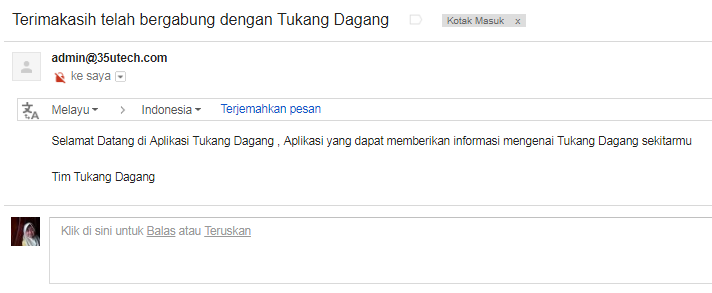 Terimakasih telah bergabung dengan Tukang Dagang Kotak Masuk x
admin@35utech.com
ke saya
Melayu > Indonesia Terjemahkan pesan
Selamat Datang di Aplikasi Tukang Dagang , Aplikasi yang dapat memberikan informasi mengenai Tukang Dagang sekitarmu
Tim Tukang Dagang
Klik di sini untuk Balas atau Teruskan